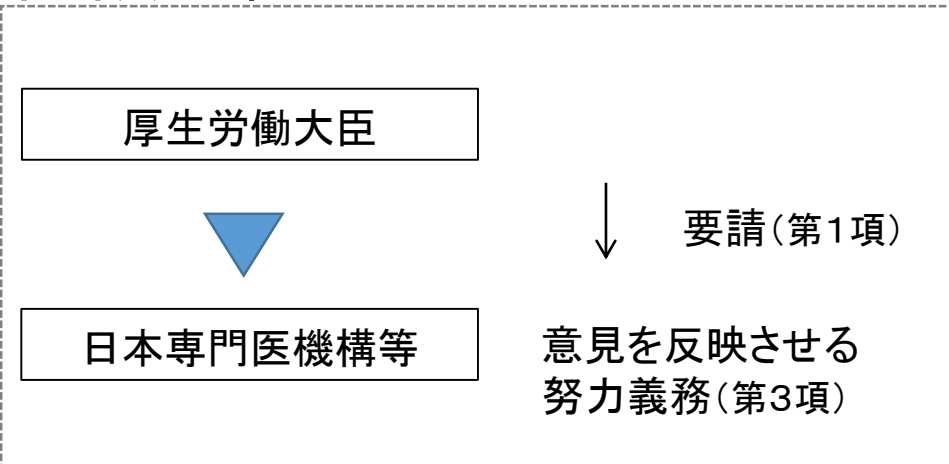 厚生労働大臣
要請（第１項）
日本専門医機構等
意見を反映させる
努力義務（第３項）